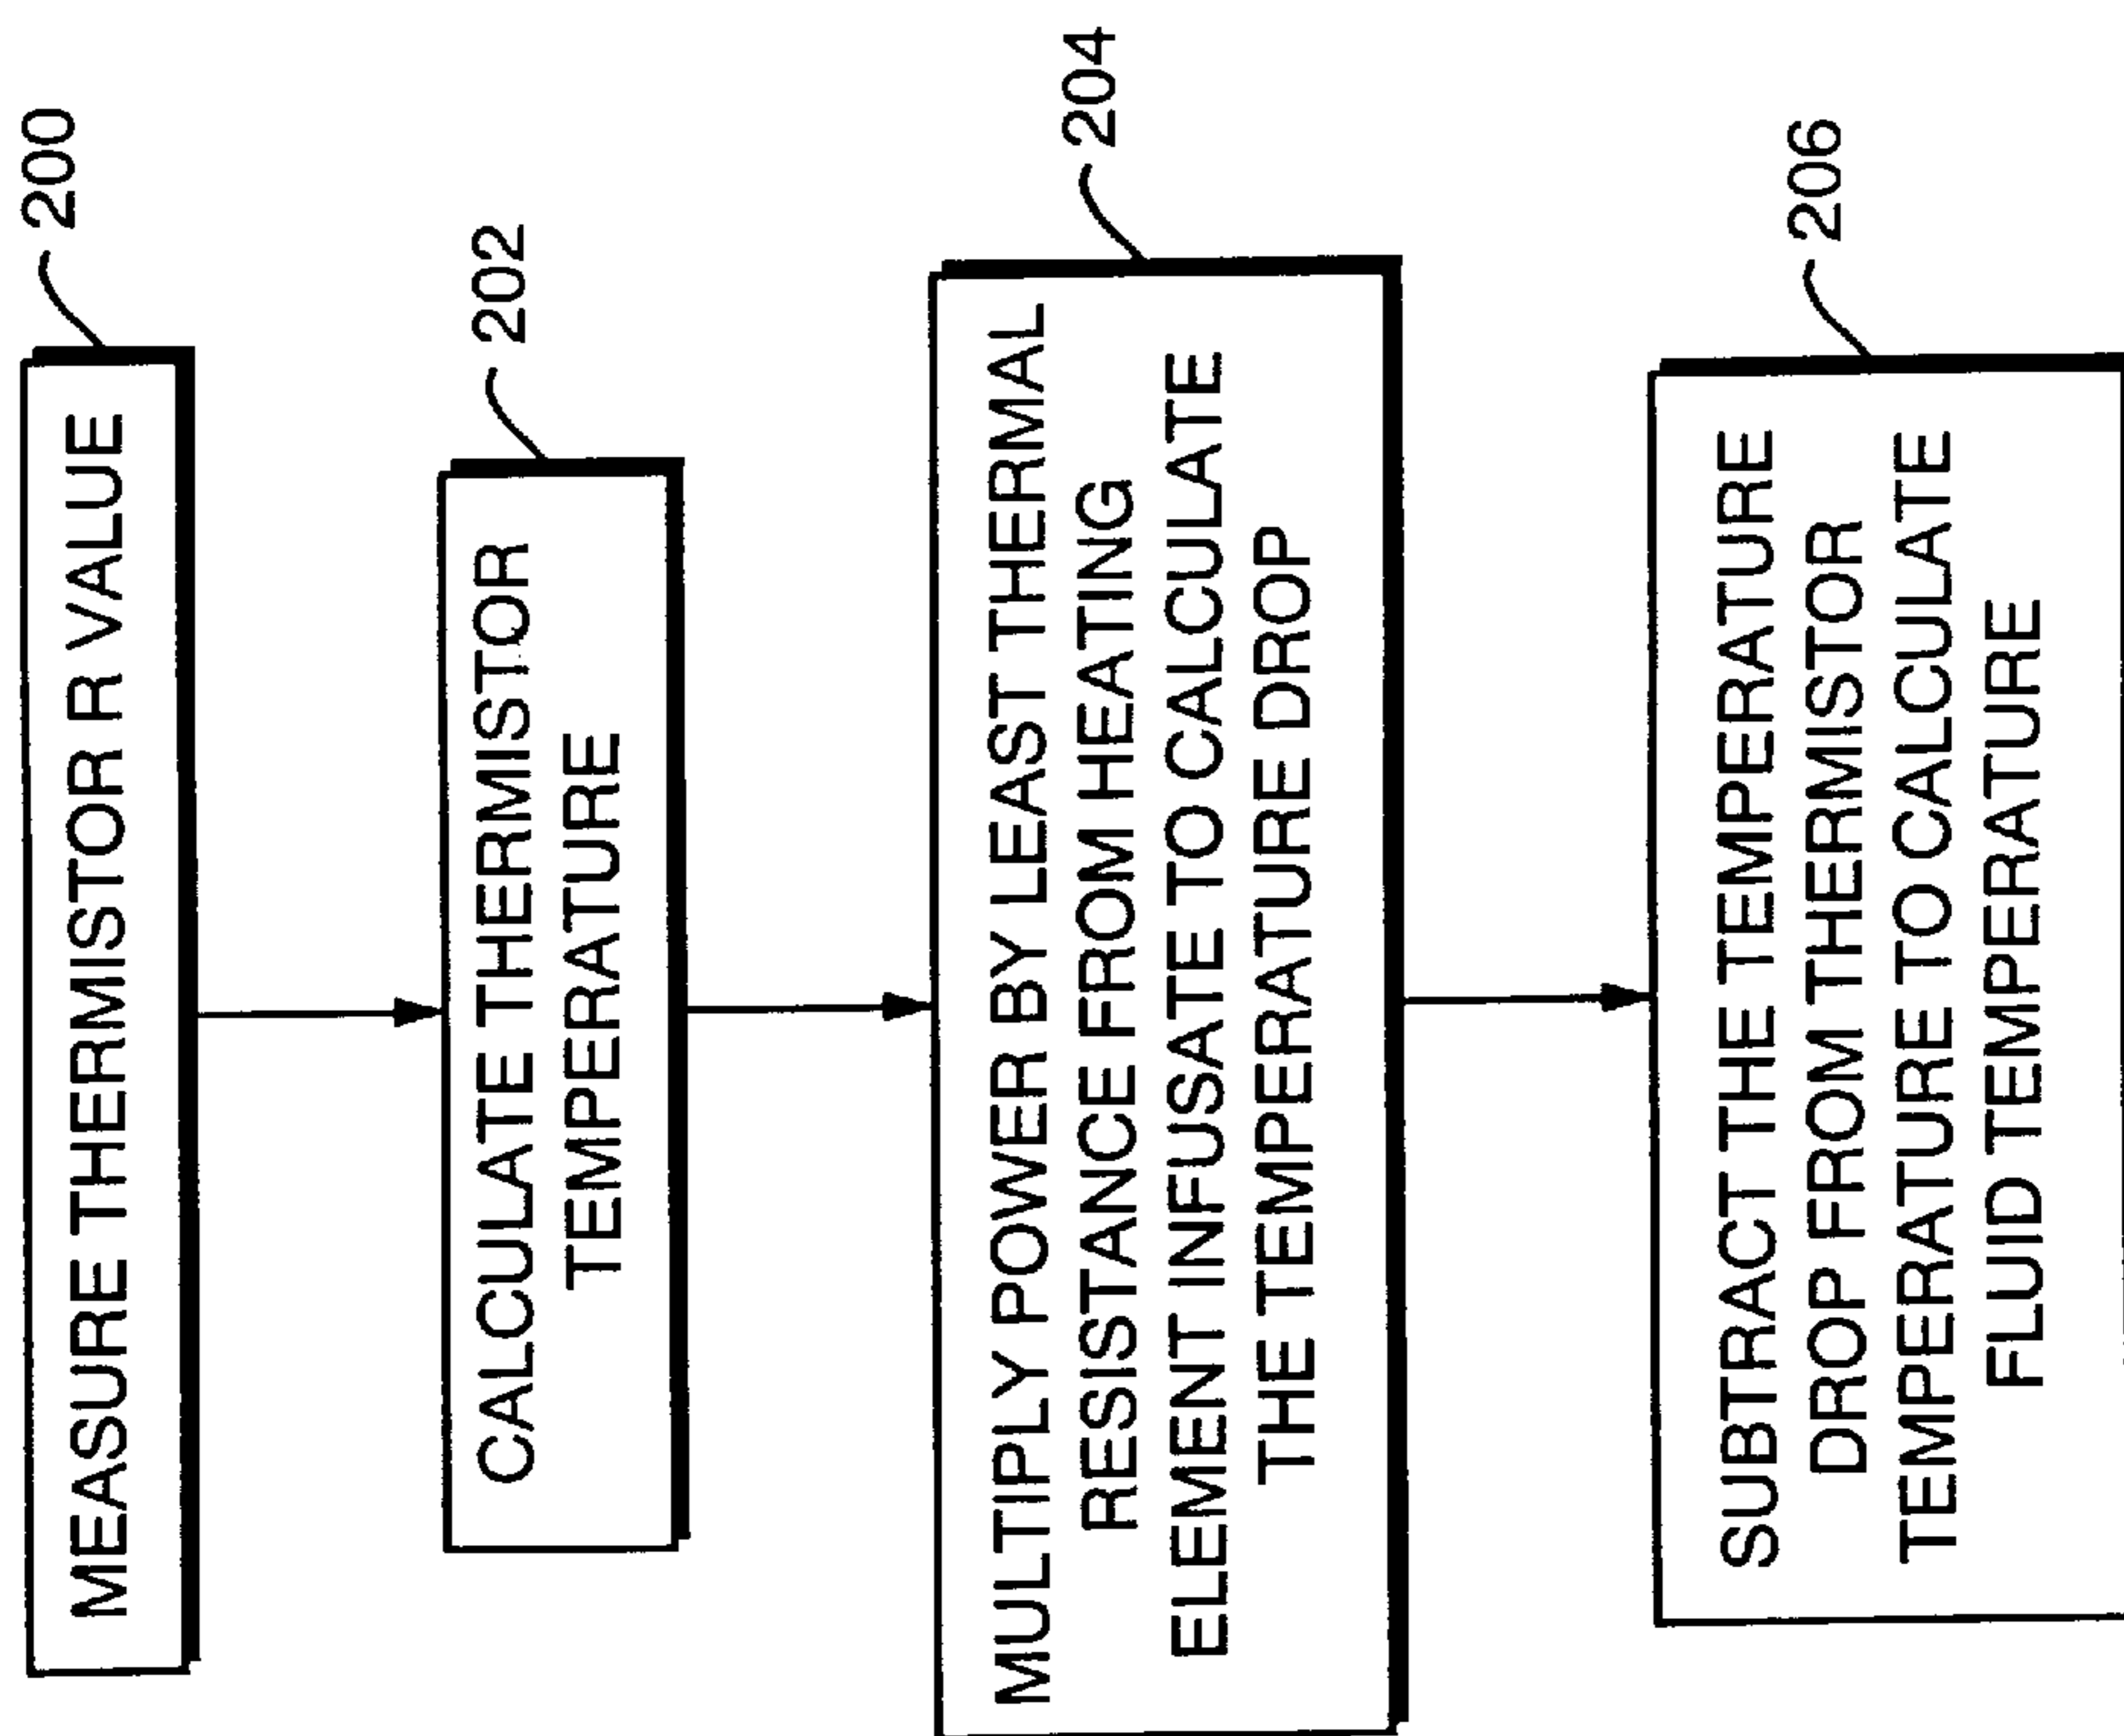 200
MEASURE THERMISTOR R VALUE
202
CALCULATE THERMISTOR
TEMPERATURE
204
MULTIPLY POWER BY LEAST THERMAL
RESISTANCE FROM HEATING
ELEMENT INFUSATE TO CALCULATE
THE TEMPERATURE DROP
206
SUBTRACT THE TEMPERATURE
DROP FROM THERMISTOR
TEMPERATURE TO CALCULATE
FLUID TEMPERATURE